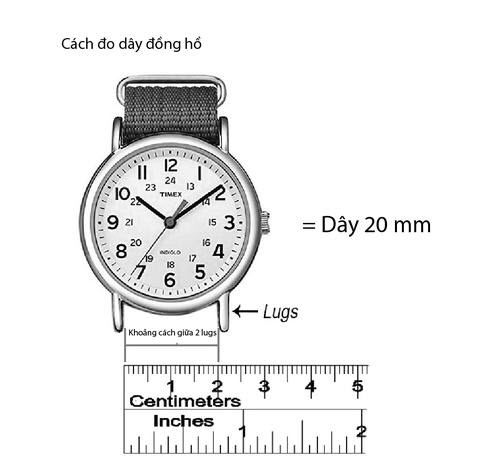 Cách đo dây đồng hồ
12
11
1
24
10
23
13
2
22
TIMEX
14
9
21
15
3
= Dây 20 mm
8
20
INDIGLO
16
4
19
18
17
7
6
5
Lugs
Khoảng cách giữa 2 lugs
1 2 3 4 5
Centimeters
Inches
1 2